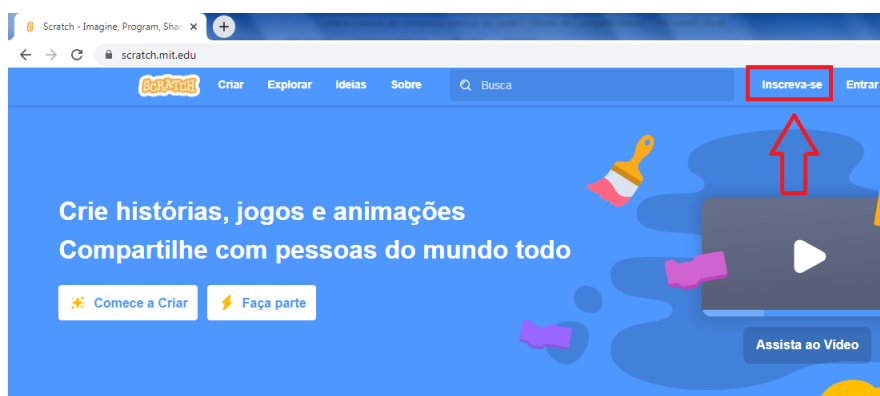 Scratch - Imagine, Program, Shar
scratch.mit.edu
SCRATCH Criar Explorar Ideias Sobre Busca Inscreva-se Entrar
Crie histórias, jogos e animações
Compartilhe com pessoas do mundo todo
Comece a Criar Faça parte
Assista ao Video